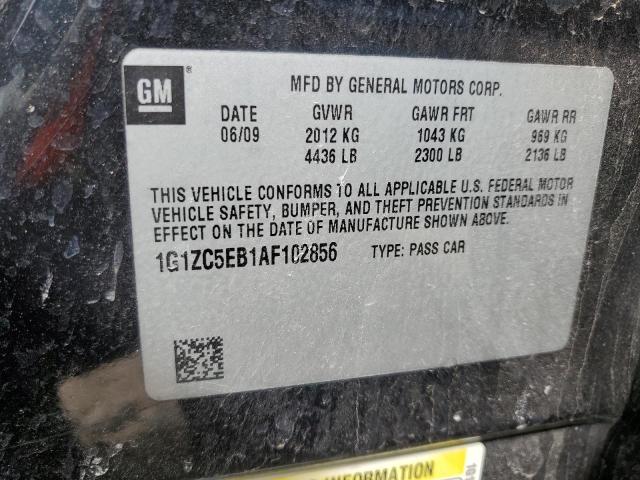 GM ®
MFD BY GENERAL MOTORS CORP.
DATE GVWR GAWR FRT GAWR RR
06/09 2012 KG 1043 KG 969 KG
4436 LB 2300 LB 2136 LB
THIS VEHICLE CONFORMS TO ALL APPLICABLE U.S. FEDERAL MOTOR
VEHICLE SAFETY, BUMPER, AND THEFT PREVENTION STANDARDS IN
EFFECT ON THE DATE OF MANUFACTURE SHOWN ABOVE.
1G1ZC5EB1AF102856 TYPE: PASS CAR
INFORMATION